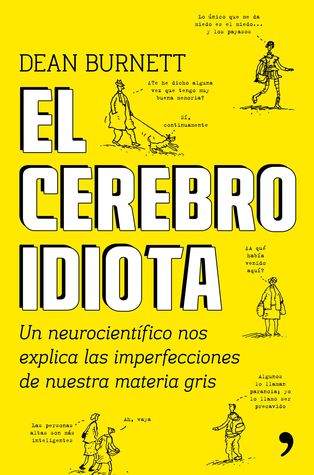 Lo único que me da
miedo es el miedo...
y los payasos
DEAN BURNETT
¿Te he dicho alguna
vez que tengo muy
buena memoria?
Sí,
continuamente
EL
CEREBRO
IDIOTA
¿A qué
había
venido
aquí?
Un neurocientífico nos
explica las imperfecciones
de nuestra materia gris
Algunos
lo llaman
paranoia; yo
lo llamo ser
precavido
Las personas
altas son más
inteligentes
Ah, vaya